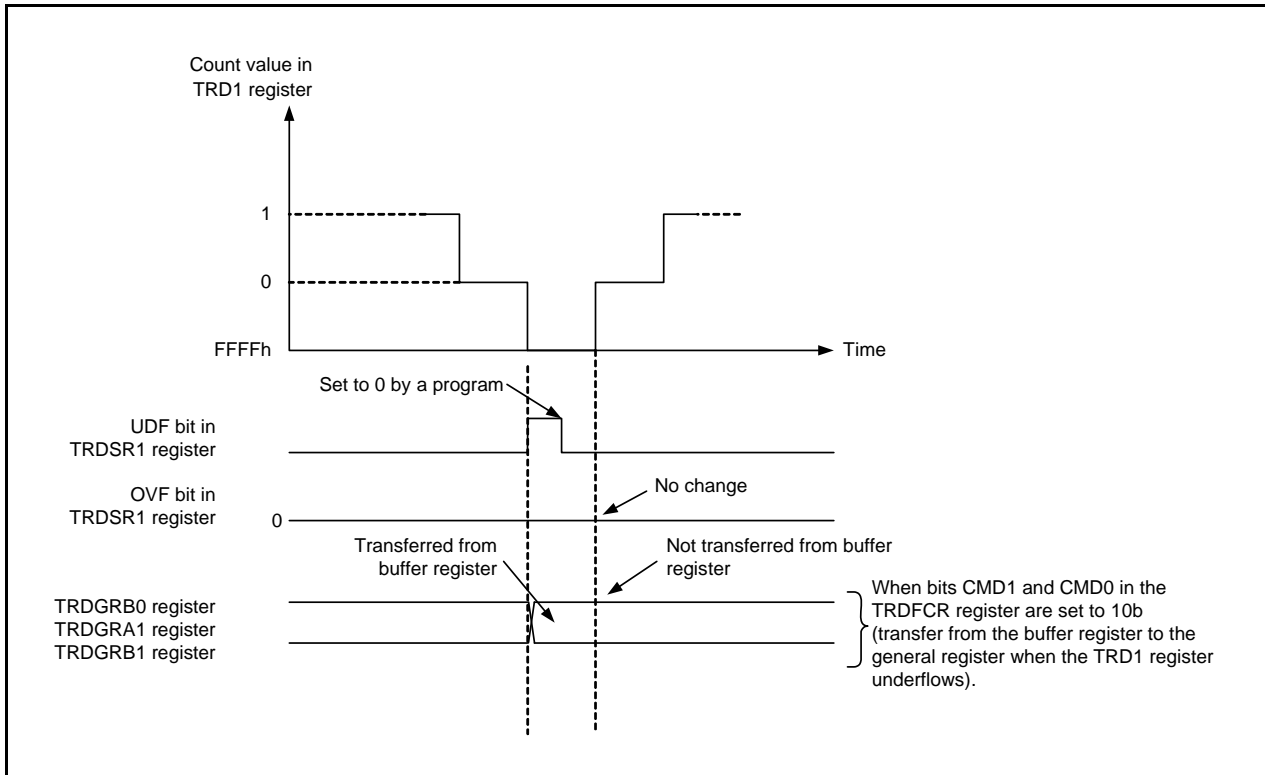 Count value in
TRD1 register
1
0
FFFFh
Time
Set to 0 by a program
UDF bit in
TRDSR1 register
OVF bit in
TRDSR1 register
0
No change
Transferred from
buffer register
Not transferred from buffer
register
TRDGRB0 register
TRDGRA1 register
TRDGRB1 register
When bits CMD1 and CMD0 in the
TRDFCR register are set to 10b
(transfer from the buffer register to the
general register when the TRD1 register
underflows).